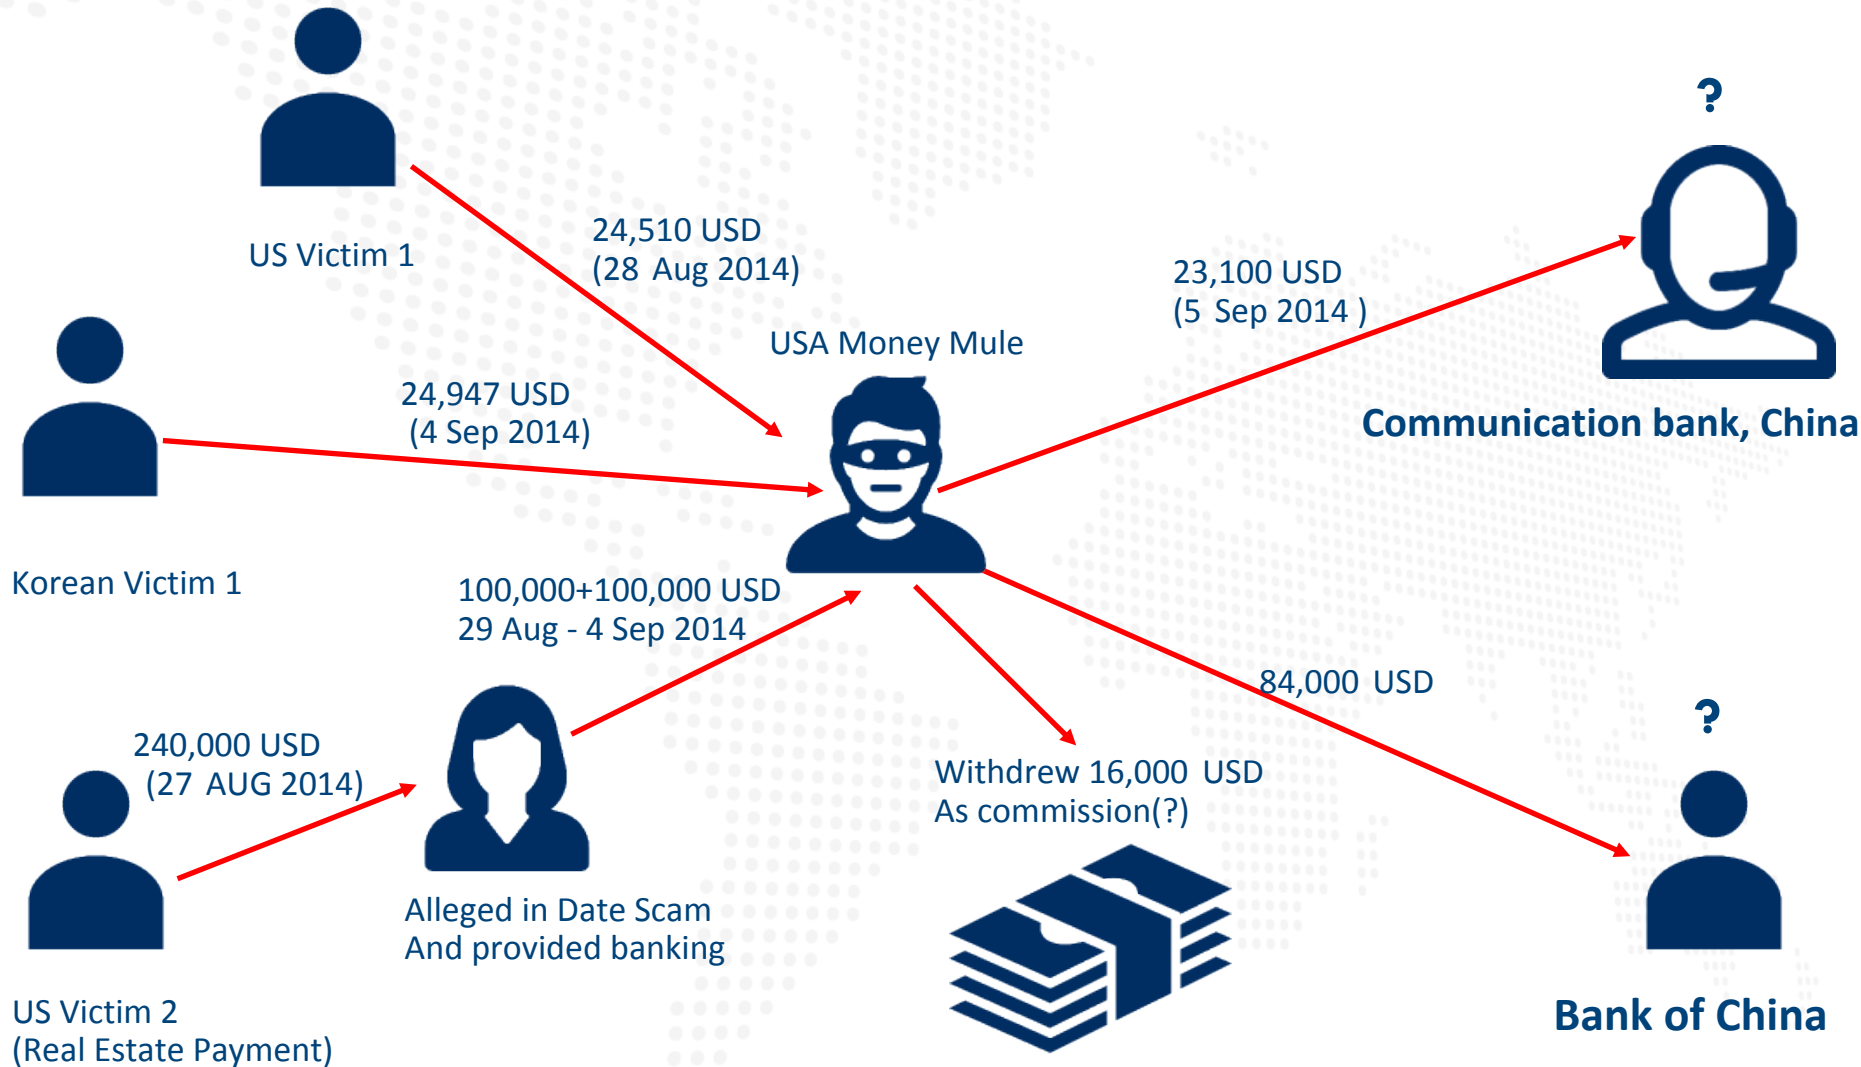 ?
US Victim 1
24,510 USD
(28 Aug 2014)
23,100 USD
(5 Sep 2014 )
USA Money Mule
24,947 USD
(4 Sep 2014)
Communication bank, China
Korean Victim 1
100,000+100,000 USD
29 Aug - 4 Sep 2014
84,000 USD
?
240,000 USD
(27 AUG 2014)
Withdrew 16,000 USD
As commission(?)
Alleged in Date Scam
And provided banking
US Victim 2
(Real Estate Payment)
Bank of China